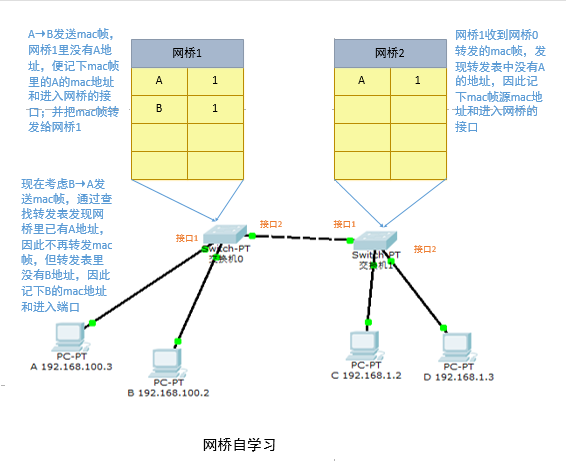 A→B发送mac帧,
网桥1里没有A地
址，便记下mac帧
里的A的mac地址
和进入网桥的接
口；并把mac帧转
发给网桥1
网桥1
A 1
B 1
网桥2
A 1
网桥1收到网桥0
转发的mac帧，发
现转发表中没有A
的地址，因此记
下mac帧源mac地
址和进入网桥的
接口
现在考虑B→A发
送mac帧，通过查
找转发表发现网
桥里已有A地址，
因此不再转发mac
帧，但转发表里
没有B地址，因此
记下B的mac地址
和进入端口
接口1
接口2
接口1
接口2
Switch-PT
交换机0
Switch-PT
交换机1
PC-PT
A 192.168.100.3
PC-PT
B 192.168.100.2
PC-PT
C 192.168.1.2
PC-PT
D 192.168.1.3
网桥自学习